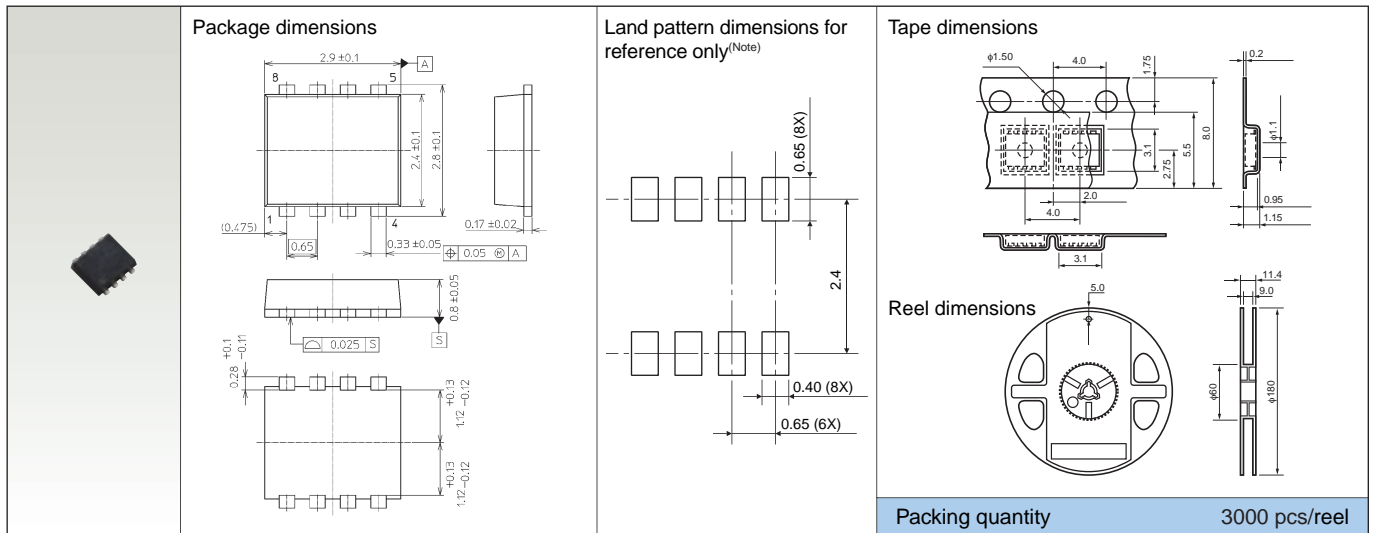 Package dimensions
2.9 ±0.1
A
8
5
2.4 ±0.1
2.8 ±0.1
1
4
(0.475)
0.65
0.33 ±0.05
⌖ 0.05 Ⓜ A
0.17 ±0.02
0.8 ±0.05
S
⌓ 0.025 S
0.28 +0.1 −0.11
1.12 +0.13 −0.12
1.12 +0.13 −0.12
Land pattern dimensions for
reference only(Note)
0.65 (8X)
2.4
0.40 (8X)
0.65 (6X)
Tape dimensions
ϕ1.50
4.0
1.75
0.2
3.1
2.75
5.5
8.0
ϕ1.1
2.0
4.0
0.95
1.15
3.1
Reel dimensions
5.0
11.4
9.0
ϕ60
ϕ180
Packing quantity 3000 pcs/reel